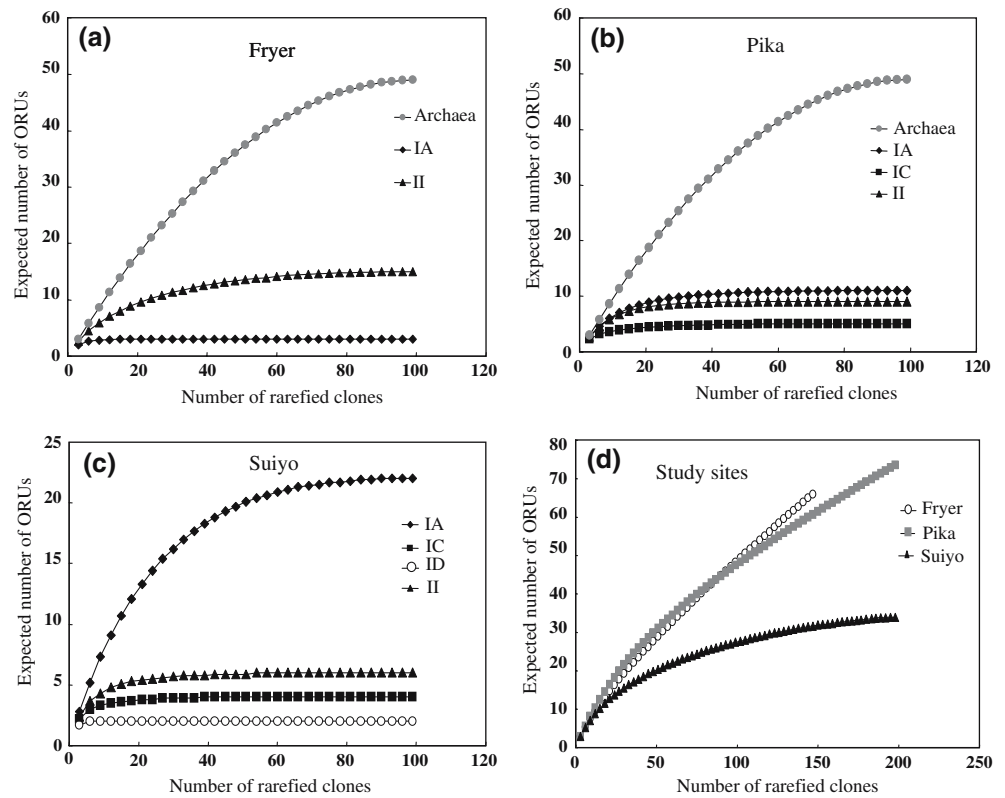 (a)
Fryer
Expected number of ORUs
60
50
40
30
20
10
0
Archaea
IA
II
0 20 40 60 80 100 120
Number of rarefied clones
(b)
Pika
Expected number of ORUs
60
50
40
30
20
10
0
Archaea
IA
IC
II
0 20 40 60 80 100 120
Number of rarefied clones
(c)
Suiyo
Expected number of ORUs
25
20
15
10
5
0
IA
IC
ID
II
0 20 40 60 80 100 120
Number of rarefied clones
(d)
Study sites
Expected number of ORUs
80
70
60
50
40
30
20
10
0
Fryer
Pika
Suiyo
0 50 100 150 200 250
Number of rarefied clones